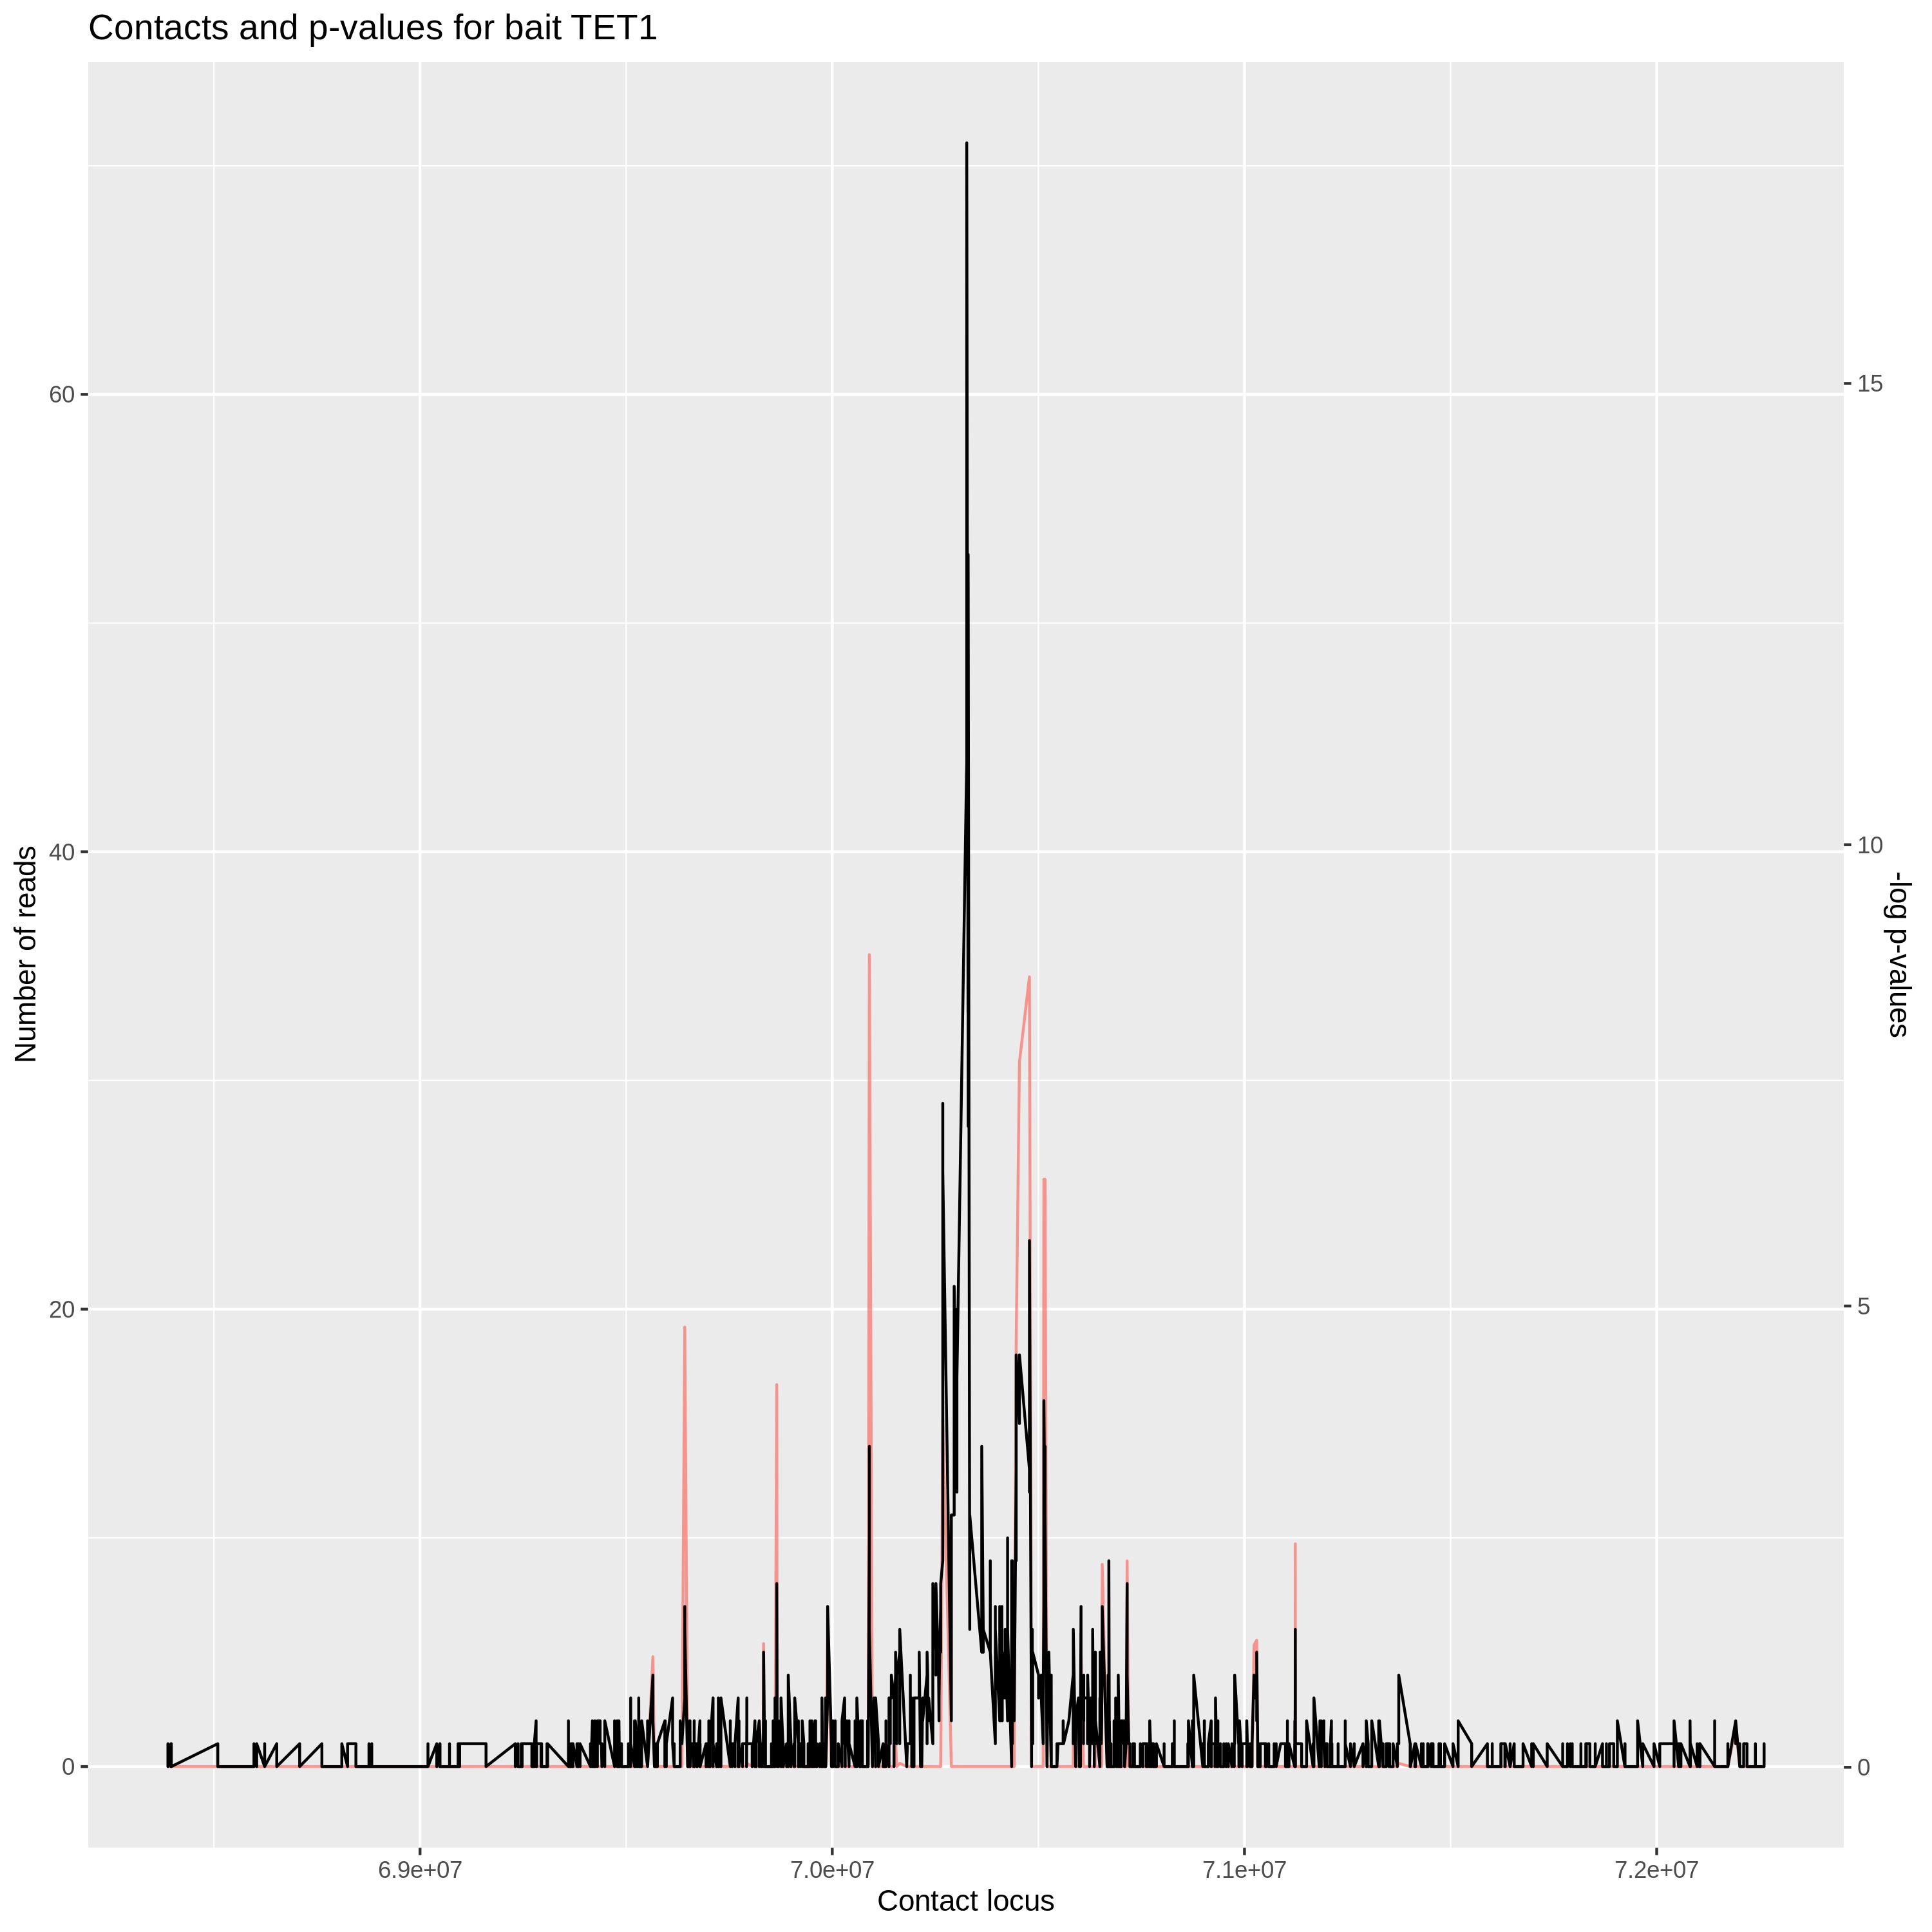 Contacts and p-values for bait TET1
Number of reads
60
40
20
0
15
10
5
0
-log p-values
6.9e+07
7.0e+07
7.1e+07
7.2e+07
Contact locus